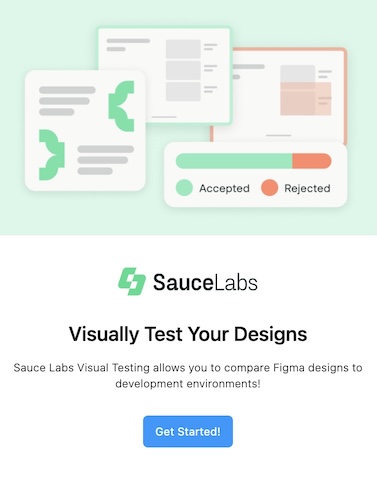 Accepted
Rejected
SauceLabs
Visually Test Your Designs
Sauce Labs Visual Testing allows you to compare Figma designs to
development environments!
Get Started!